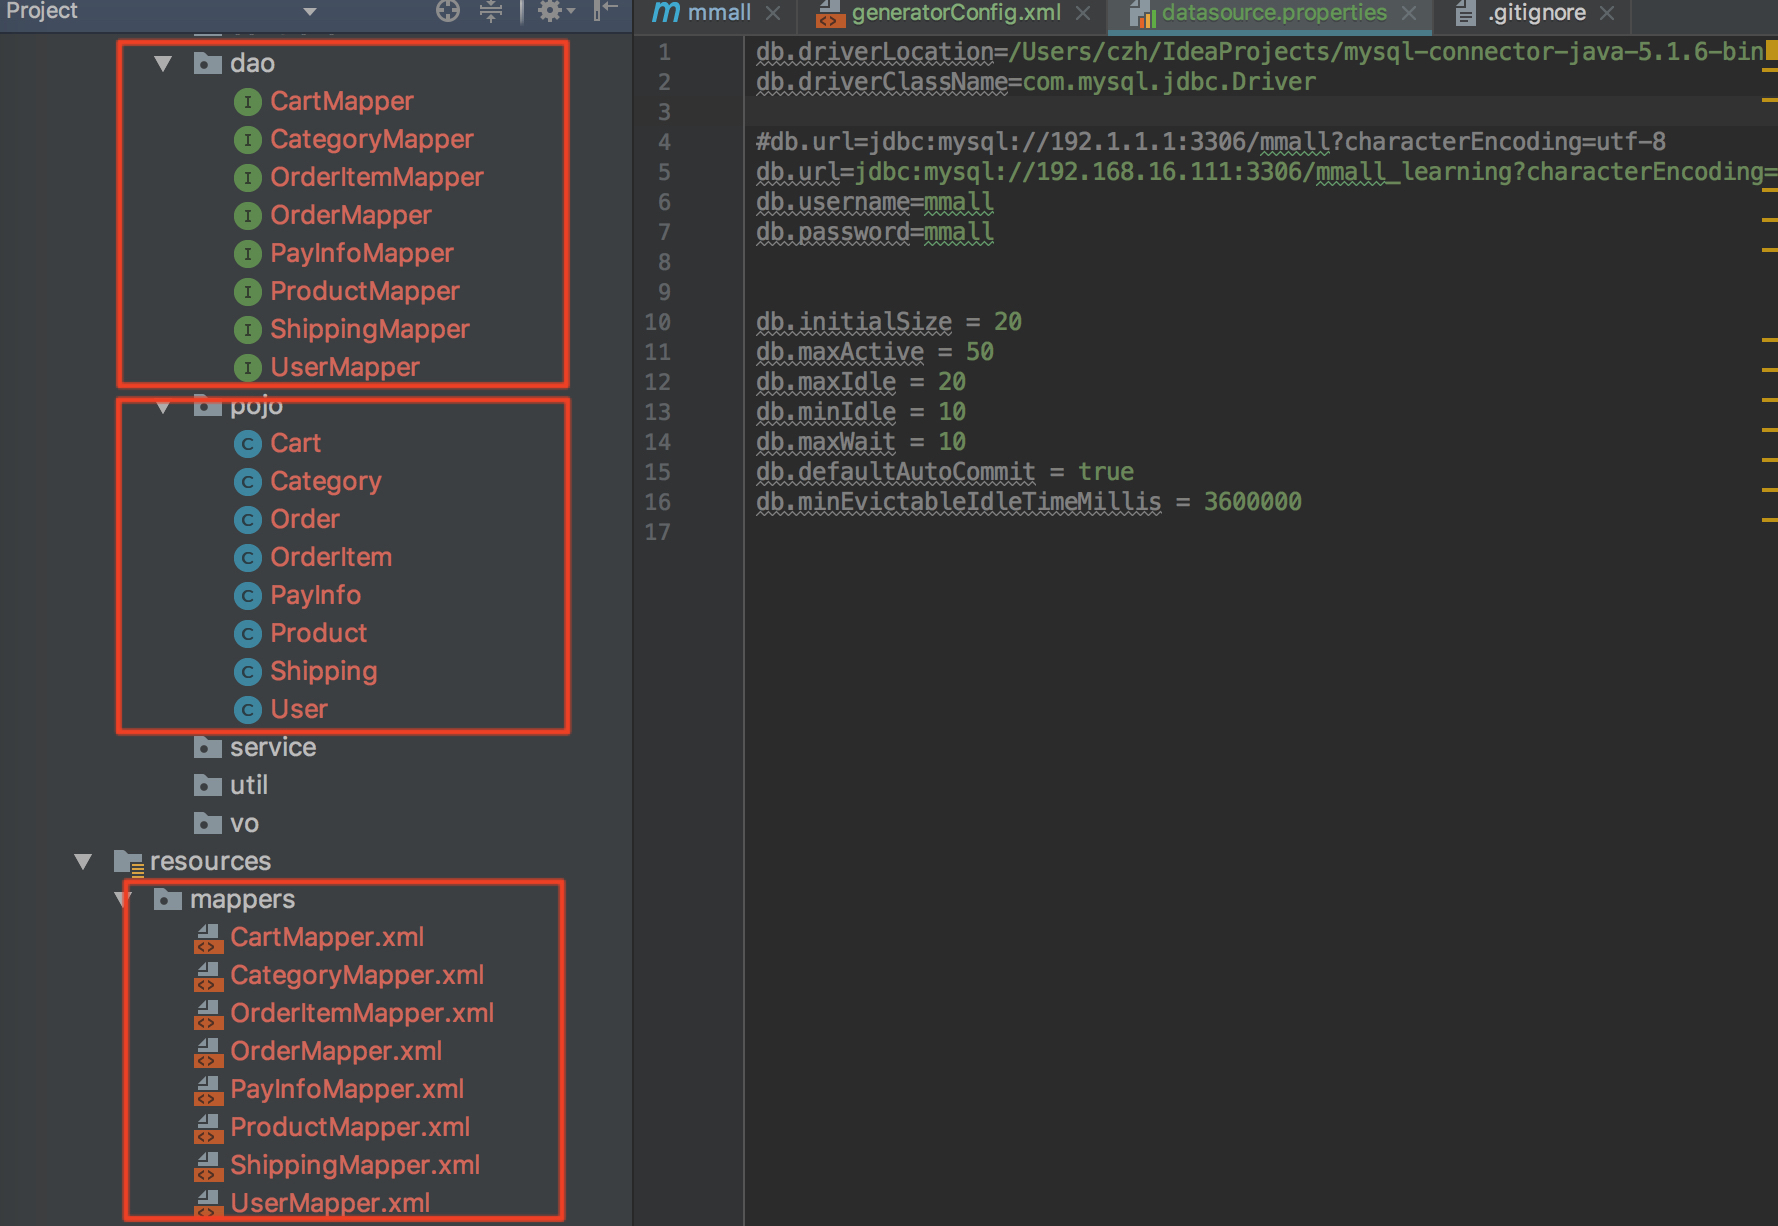 Project
dao
CartMapper
CategoryMapper
OrderItemMapper
OrderMapper
PayInfoMapper
ProductMapper
ShippingMapper
UserMapper
pojo
Cart
Category
Order
OrderItem
PayInfo
Product
Shipping
User
service
util
vo
resources
mappers
CartMapper.xml
CategoryMapper.xml
OrderItemMapper.xml
OrderMapper.xml
PayInfoMapper.xml
ProductMapper.xml
ShippingMapper.xml
UserMapper.xml
m mmall generatorConfig.xml datasource.properties .gitignore
1 db.driverLocation=/Users/czh/IdeaProjects/mysql-connector-java-5.1.6-bin
2 db.driverClassName=com.mysql.jdbc.Driver
3
4 #db.url=jdbc:mysql://192.1.1.1:3306/mmall?characterEncoding=utf-8
5 db.url=jdbc:mysql://192.168.16.111:3306/mmall_learning?characterEncoding=
6 db.username=mmall
7 db.password=mmall
8
9
10 db.initialSize = 20
11 db.maxActive = 50
12 db.maxIdle = 20
13 db.minIdle = 10
14 db.maxWait = 10
15 db.defaultAutoCommit = true
16 db.minEvictableIdleTimeMillis = 3600000
17